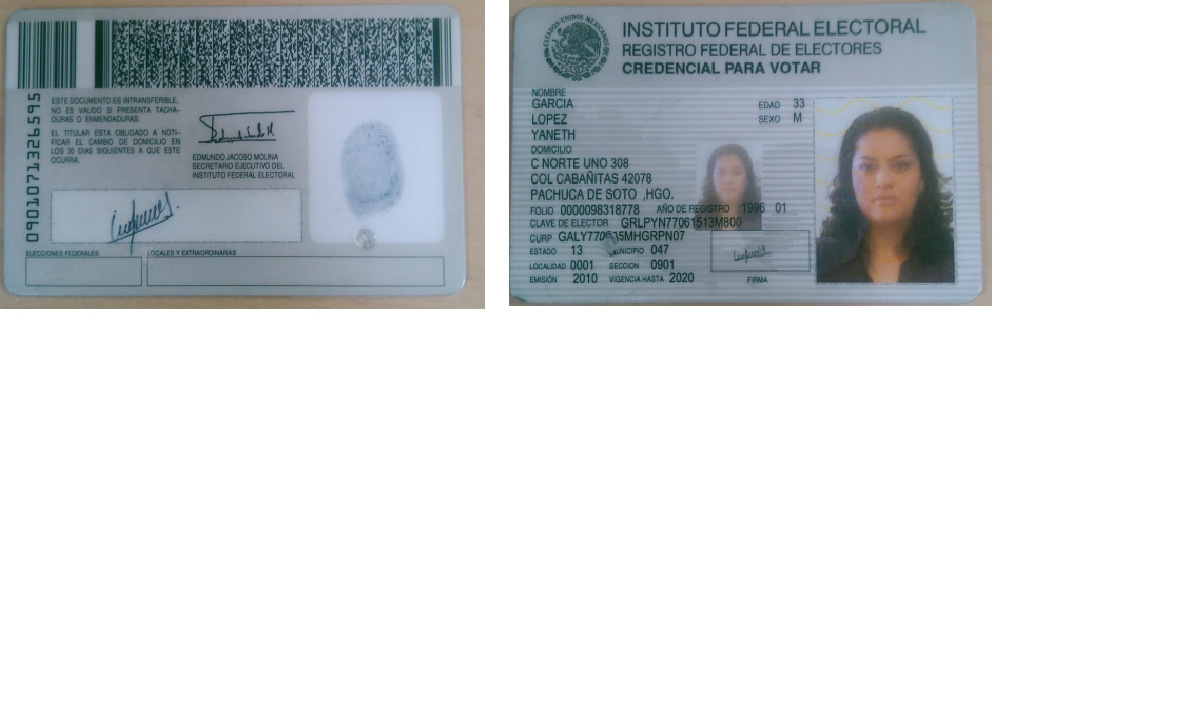 0901071326595
ESTE DOCUMENTO ES INTRANSFERIBLE,
NO ES VALIDO SI PRESENTA TACHA-
DURAS O ENMENDADURAS.
EL TITULAR ESTA OBLIGADO A NOTI-
FICAR EL CAMBIO DE DOMICILIO EN
LOS 30 DIAS SIGUIENTES A QUE ESTE
OCURRA.
EDMUNDO JACOBO MOLINA
SECRETARIO EJECUTIVO DEL
INSTITUTO FEDERAL ELECTORAL
ELECCIONES FEDERALES LOCALES Y EXTRAORDINARIAS
ESTADOS UNIDOS MEXICANOS
INSTITUTO FEDERAL ELECTORAL
REGISTRO FEDERAL DE ELECTORES
CREDENCIAL PARA VOTAR
NOMBRE
GARCIA EDAD 33
LOPEZ SEXO M
YANETH
DOMICILIO
C NORTE UNO 308
COL CABAÑITAS 42078
PACHUCA DE SOTO ,HGO.
FOLIO 0000098318778 AÑO DE REGISTRO 1996 01
CLAVE DE ELECTOR GRLPYN77061513M800
CURP
ESTADO 13 MUNICIPIO 047
LOCALIDAD 0001 SECCION 0901
EMISIÓN 2010 VIGENCIA HASTA 2020 FIRMA